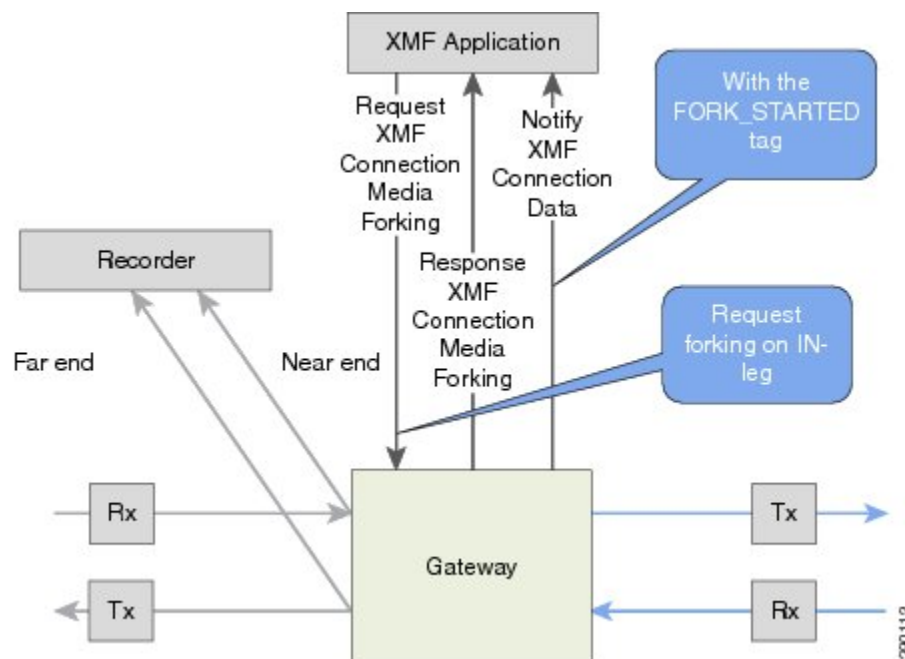 XMF Application
Request
XMF
Connection
Media
Forking
Notify
XMF
Connection
Data
With the
FORK_STARTED
tag
Recorder
Response
XMF
Connection
Media
Forking
Request
forking on IN-
leg
Far end
Near end
Rx
Tx
Gateway
Tx
Rx